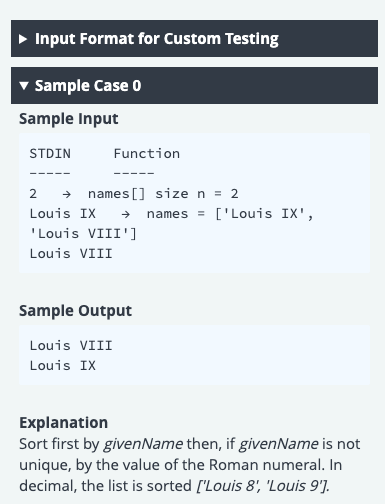 ▶ Input Format for Custom Testing
▼ Sample Case 0
Sample Input
STDIN     Function
-----     -----
2   →  names[] size n = 2
Louis IX   →  names = ['Louis IX',
'Louis VIII']
Louis VIII
Sample Output
Louis VIII
Louis IX
Explanation
Sort first by givenName then, if givenName is not
unique, by the value of the Roman numeral. In
decimal, the list is sorted ['Louis 8', 'Louis 9'].